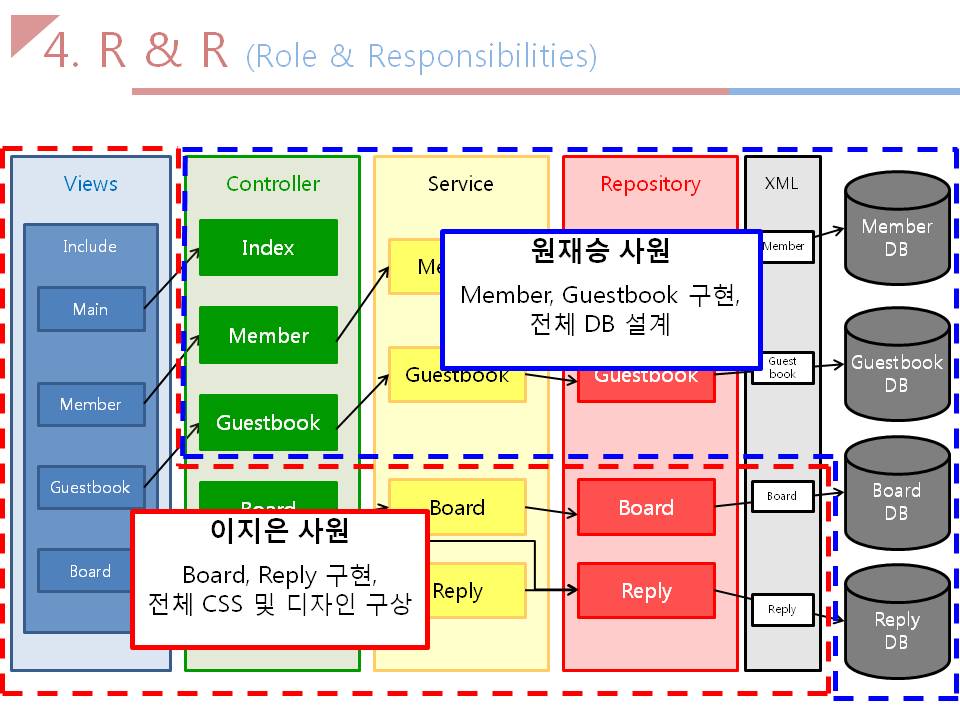 4. R & R (Role & Responsibilities)
Views
Include
Main
Member
Guestbook
Board
Controller
Index
Member
Guestbook
Board
Service
Guestbook
Board
Reply
Repository
Guestbook
Board
Reply
XML
Member
Guest
book
Board
Reply
Member
DB
Guestbook
DB
Board
DB
Reply
DB
원재승 사원
Member, Guestbook 구현,
전체 DB 설계
이지은 사원
Board, Reply 구현,
전체 CSS 및 디자인 구상